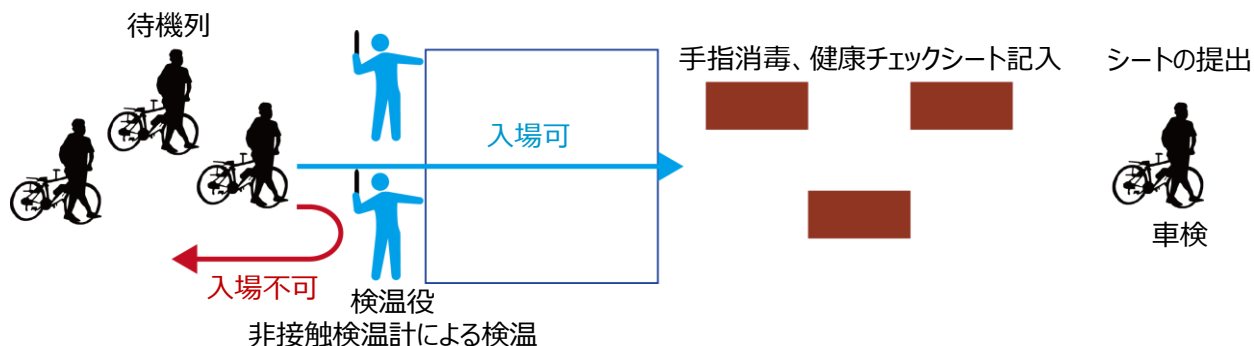 待機列
手指消毒、健康チェックシート記入
シートの提出
入場可
入場不可
検温役
非接触検温計による検温
車検